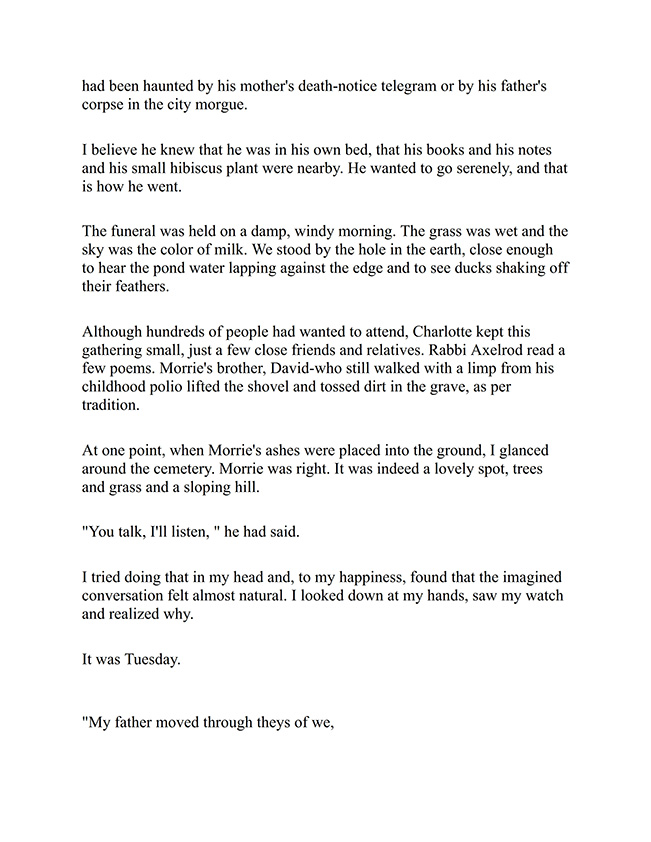 had been haunted by his mother's death-notice telegram or by his father's
corpse in the city morgue.
I believe he knew that he was in his own bed, that his books and his notes
and his small hibiscus plant were nearby. He wanted to go serenely, and that
is how he went.
The funeral was held on a damp, windy morning. The grass was wet and the
sky was the color of milk. We stood by the hole in the earth, close enough
to hear the pond water lapping against the edge and to see ducks shaking off
their feathers.
Although hundreds of people had wanted to attend, Charlotte kept this
gathering small, just a few close friends and relatives. Rabbi Axelrod read a
few poems. Morrie's brother, David-who still walked with a limp from his
childhood polio lifted the shovel and tossed dirt in the grave, as per
tradition.
At one point, when Morrie's ashes were placed into the ground, I glanced
around the cemetery. Morrie was right. It was indeed a lovely spot, trees
and grass and a sloping hill.
"You talk, I'll listen, " he had said.
I tried doing that in my head and, to my happiness, found that the imagined
conversation felt almost natural. I looked down at my hands, saw my watch
and realized why.
It was Tuesday.
"My father moved through theys of we,